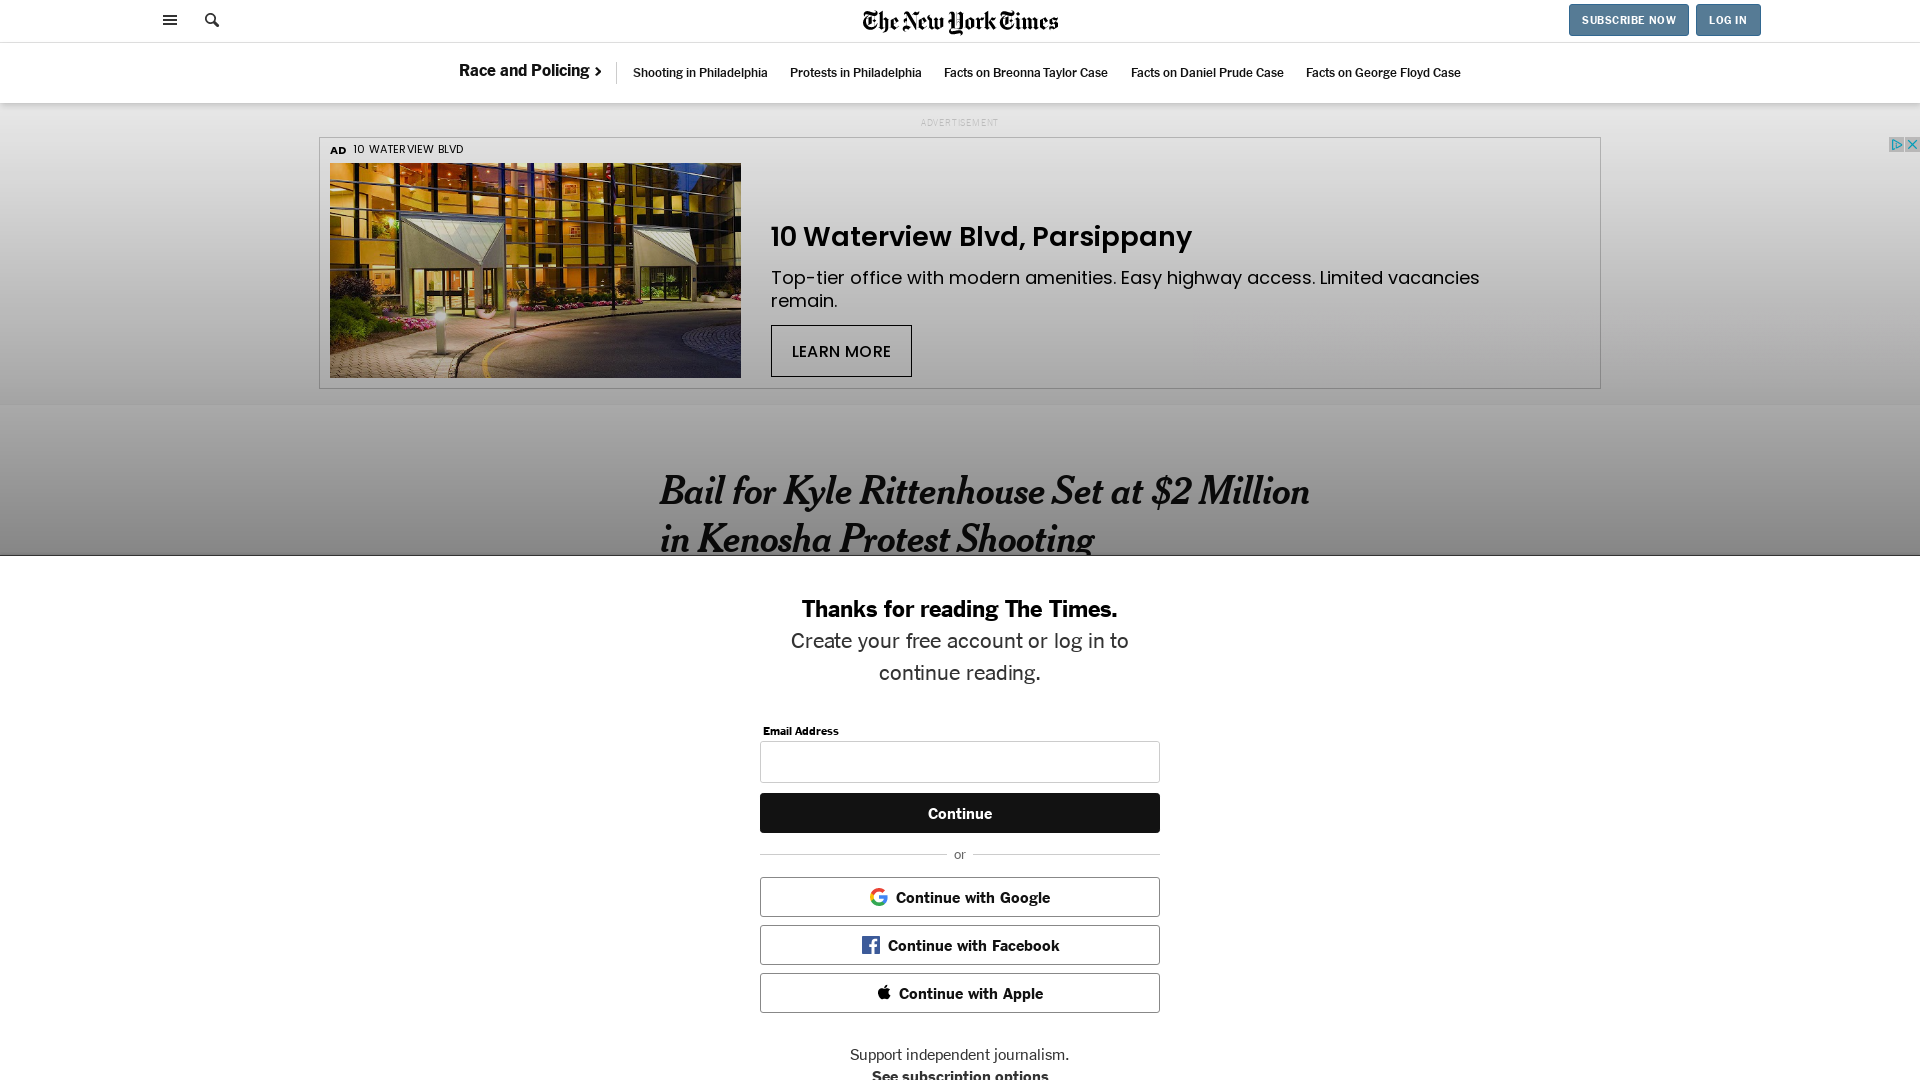 The New York Times
SUBSCRIBE NOW
LOG IN
Race and Policing
Shooting in Philadelphia
Protests in Philadelphia
Facts on Breonna Taylor Case
Facts on Daniel Prude Case
Facts on George Floyd Case
ADVERTISEMENT
AD 10 WATERVIEW BLVD
10 Waterview Blvd, Parsippany
Top-tier office with modern amenities. Easy highway access. Limited vacancies
remain.
LEARN MORE
Bail for Kyle Rittenhouse Set at $2 Million
in Kenosha Protest Shooting
Thanks for reading The Times.
Create your free account or log in to
continue reading.
Email Address
Continue
or
Continue with Google
Continue with Facebook
Continue with Apple
Support independent journalism.
See subscription options